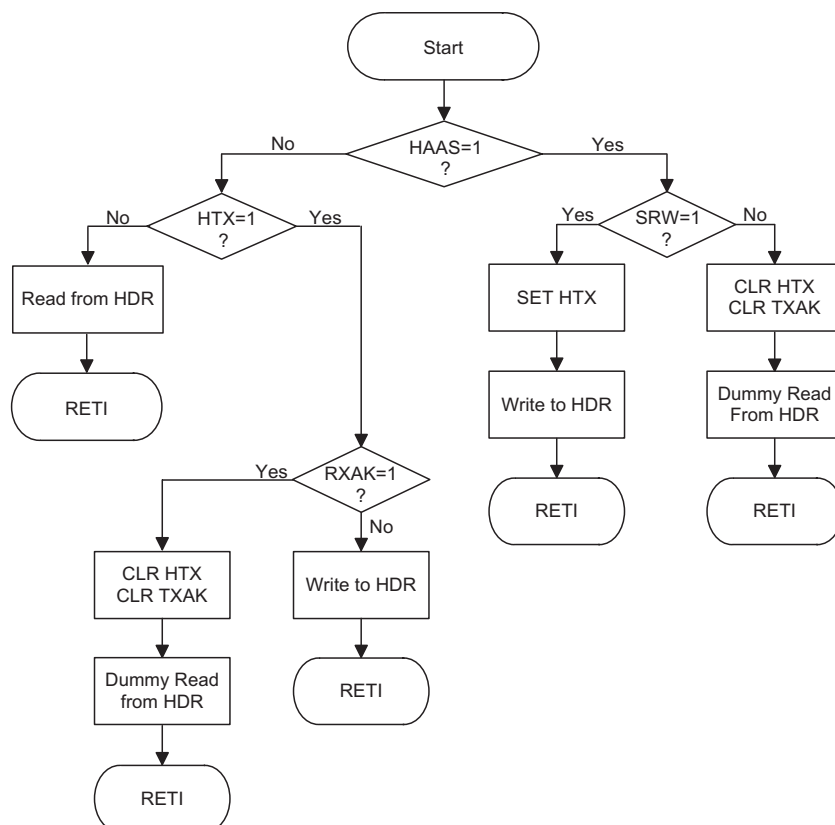 Start
HAAS=1
?
No
Yes
HTX=1
?
No
Yes
SRW=1
?
Yes
No
Read from HDR
SET HTX
CLR HTX
CLR TXAK
RETI
Write to HDR
Dummy Read
From HDR
RXAK=1
?
Yes
No
RETI
RETI
CLR HTX
CLR TXAK
Write to HDR
Dummy Read
from HDR
RETI
RETI